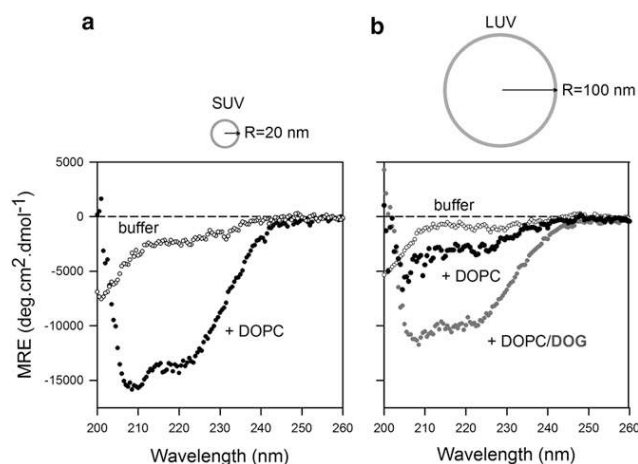 a
SUV
R=20 nm
MRE (deg.cm².dmol⁻¹)
5000
0
-5000
-10000
-15000
buffer
+ DOPC
200 210 220 230 240 250 260
Wavelength (nm)
b
LUV
R=100 nm
buffer
+ DOPC
+ DOPC/DOG
200 210 220 230 240 250 260
Wavelength (nm)